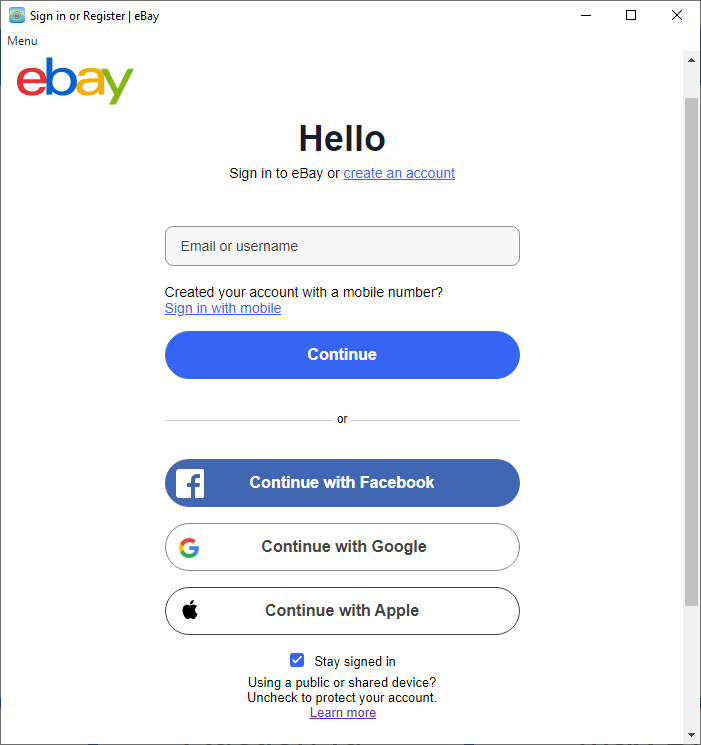 Sign in or Register | eBay
Menu
ebay
Hello
Sign in to eBay or create an account
Email or username
Created your account with a mobile number?
Sign in with mobile
Continue
or
Continue with Facebook
Continue with Google
Continue with Apple
Stay signed in
Using a public or shared device?
Uncheck to protect your account.
Learn more